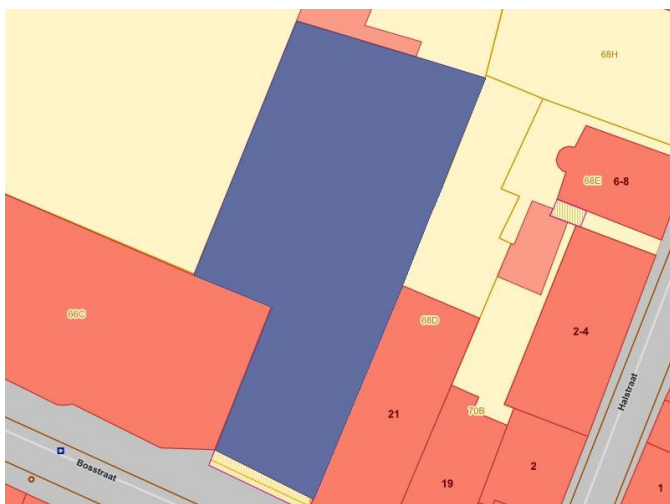 68H
68E
6-8
66C
68D
2-4
21
70B
Halstraat
Bosstraat
19
2
1